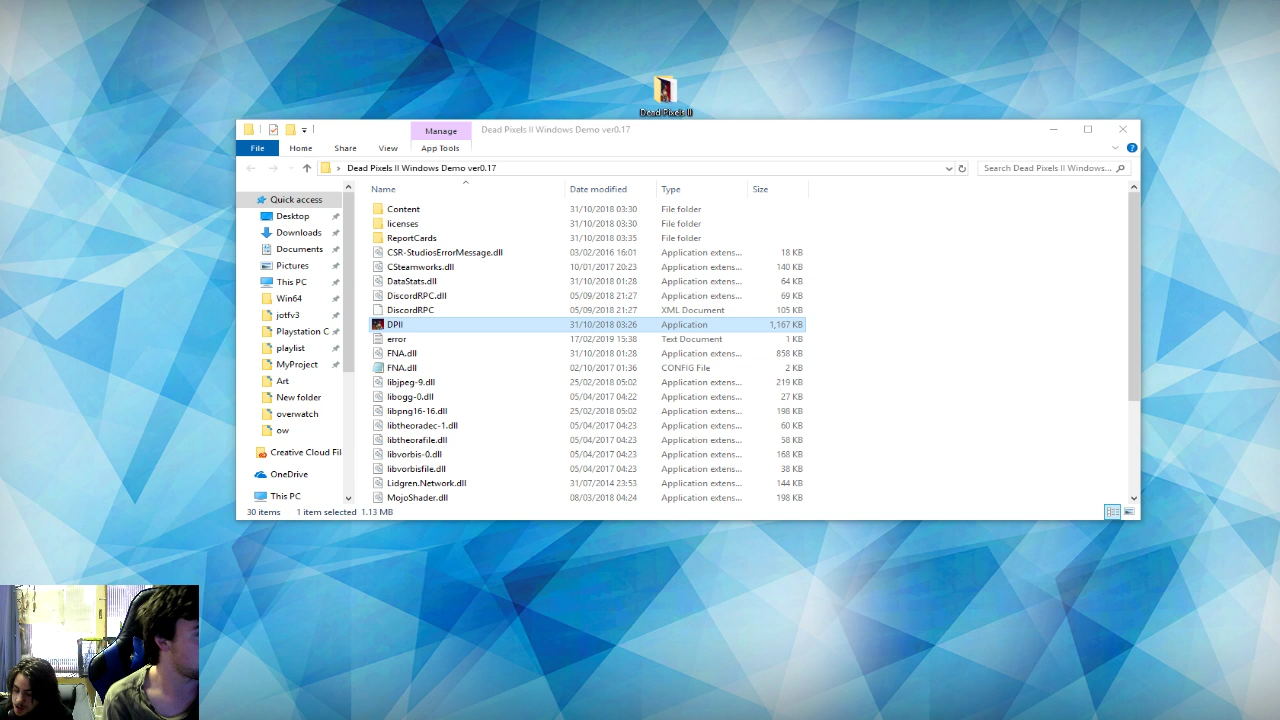 Dead Pixels II
Manage
Dead Pixels II Windows Demo ver0.17
File
Home
Share
View
App Tools
Dead Pixels II Windows Demo ver0.17
Search Dead Pixels II Windows...
Name
Date modified
Type
Size
Quick access
Desktop
Downloads
Documents
Pictures
This PC
Win64
jotfv3
Playstation C
playlist
MyProject
Art
New folder
overwatch
ow
Creative Cloud Fil
OneDrive
This PC
Content 31/10/2018 03:30 File folder
licenses 31/10/2018 03:30 File folder
ReportCards 31/10/2018 03:35 File folder
CSR-StudiosErrorMessage.dll 03/02/2016 16:01 Application extens... 18 KB
CSteamworks.dll 10/01/2017 20:23 Application extens... 140 KB
DataStats.dll 31/10/2018 01:28 Application extens... 64 KB
DiscordRPC.dll 05/09/2018 21:27 Application extens... 69 KB
DiscordRPC 05/09/2018 21:27 XML Document 105 KB
DPII 31/10/2018 03:26 Application 1,167 KB
error 17/02/2019 15:38 Text Document 1 KB
FNA.dll 31/10/2018 01:28 Application extens... 858 KB
FNA.dll 02/10/2017 01:36 CONFIG File 2 KB
libjpeg-9.dll 25/02/2018 05:02 Application extens... 219 KB
libogg-0.dll 05/04/2017 04:22 Application extens... 27 KB
libpng16-16.dll 25/02/2018 05:02 Application extens... 198 KB
libtheoradec-1.dll 05/04/2017 04:23 Application extens... 60 KB
libtheorafile.dll 05/04/2017 04:23 Application extens... 58 KB
libvorbis-0.dll 05/04/2017 04:23 Application extens... 168 KB
libvorbisfile.dll 05/04/2017 04:23 Application extens... 38 KB
Lidgren.Network.dll 31/07/2014 23:53 Application extens... 144 KB
MojoShader.dll 08/03/2018 04:24 Application extens... 198 KB
30 items 1 item selected 1.13 MB